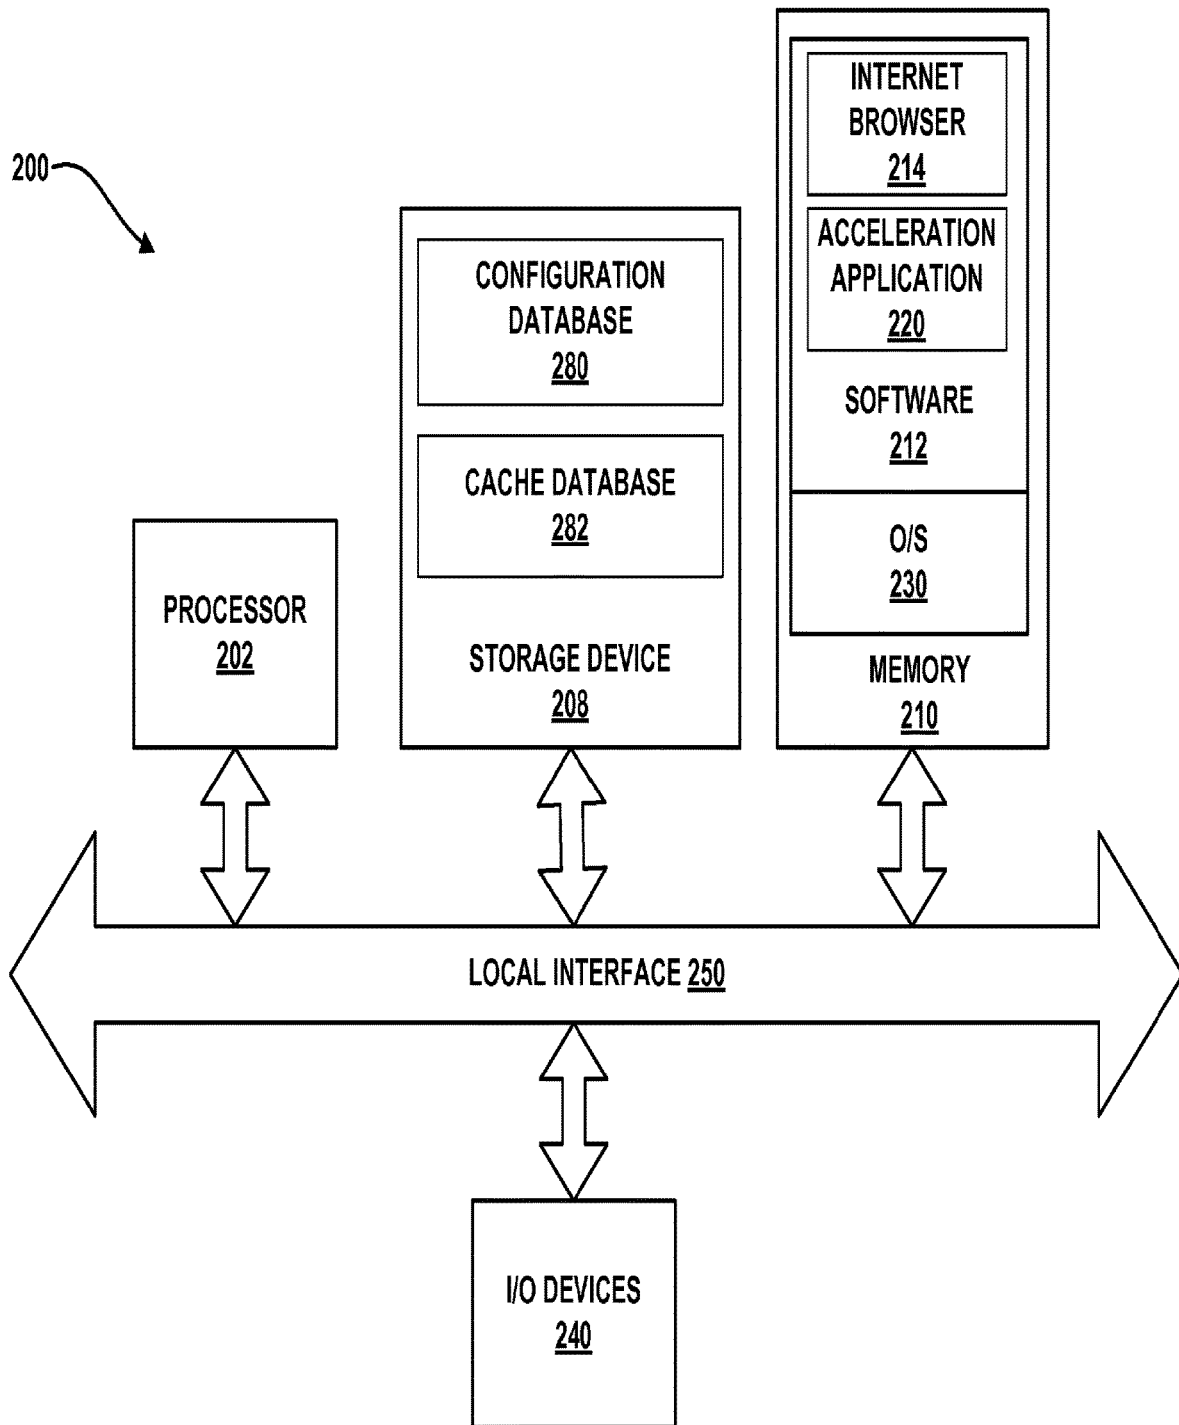 200
INTERNET
BROWSER
214
ACCELERATION
APPLICATION
220
SOFTWARE
212
O/S
230
MEMORY
210
CONFIGURATION
DATABASE
280
CACHE DATABASE
282
STORAGE DEVICE
208
PROCESSOR
202
LOCAL INTERFACE 250
I/O DEVICES
240